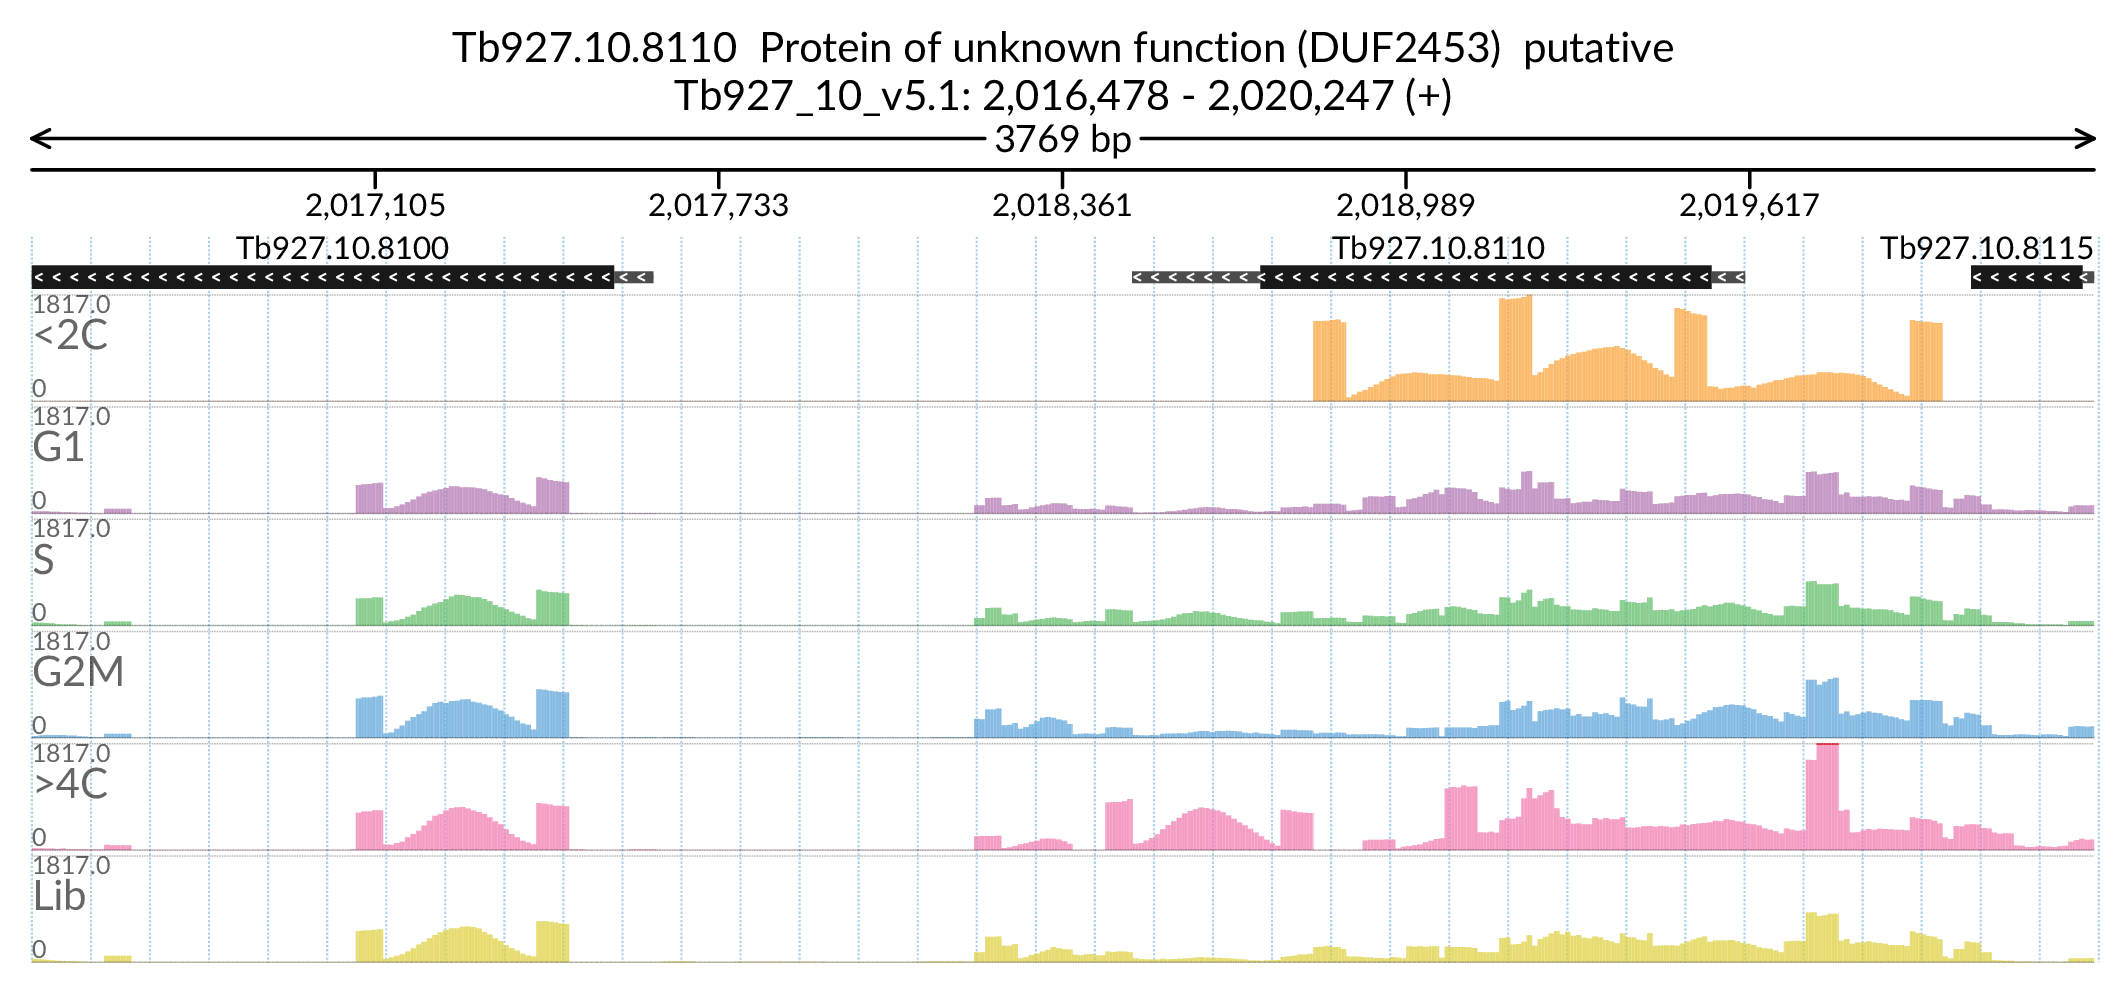 Tb927.10.8110  Protein of unknown function (DUF2453)  putative
Tb927_10_v5.1: 2,016,478 - 2,020,247 (+)
3769 bp
2,017,105 2,017,733 2,018,361 2,018,989 2,019,617
Tb927.10.8100 Tb927.10.8110 Tb927.10.8115
1817.0
<2C
0
1817.0
G1
0
1817.0
S
0
1817.0
G2M
0
1817.0
>4C
0
1817.0
Lib
0